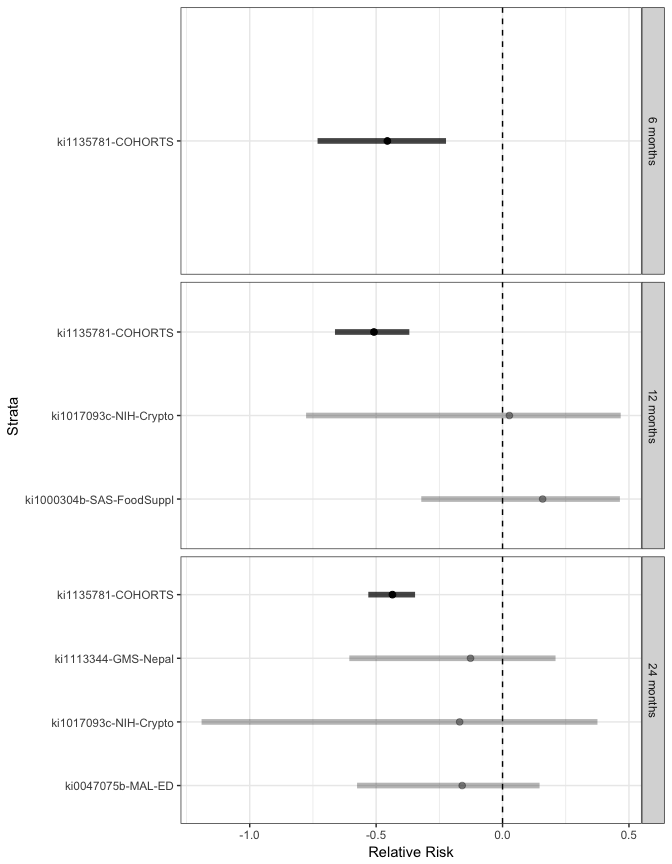 6 months
ki1135781-COHORTS
12 months
ki1135781-COHORTS
ki1017093c-NIH-Crypto
ki1000304b-SAS-FoodSuppl
24 months
ki1135781-COHORTS
ki1113344-GMS-Nepal
ki1017093c-NIH-Crypto
ki0047075b-MAL-ED
Strata
-1.0 -0.5 0.0 0.5
Relative Risk